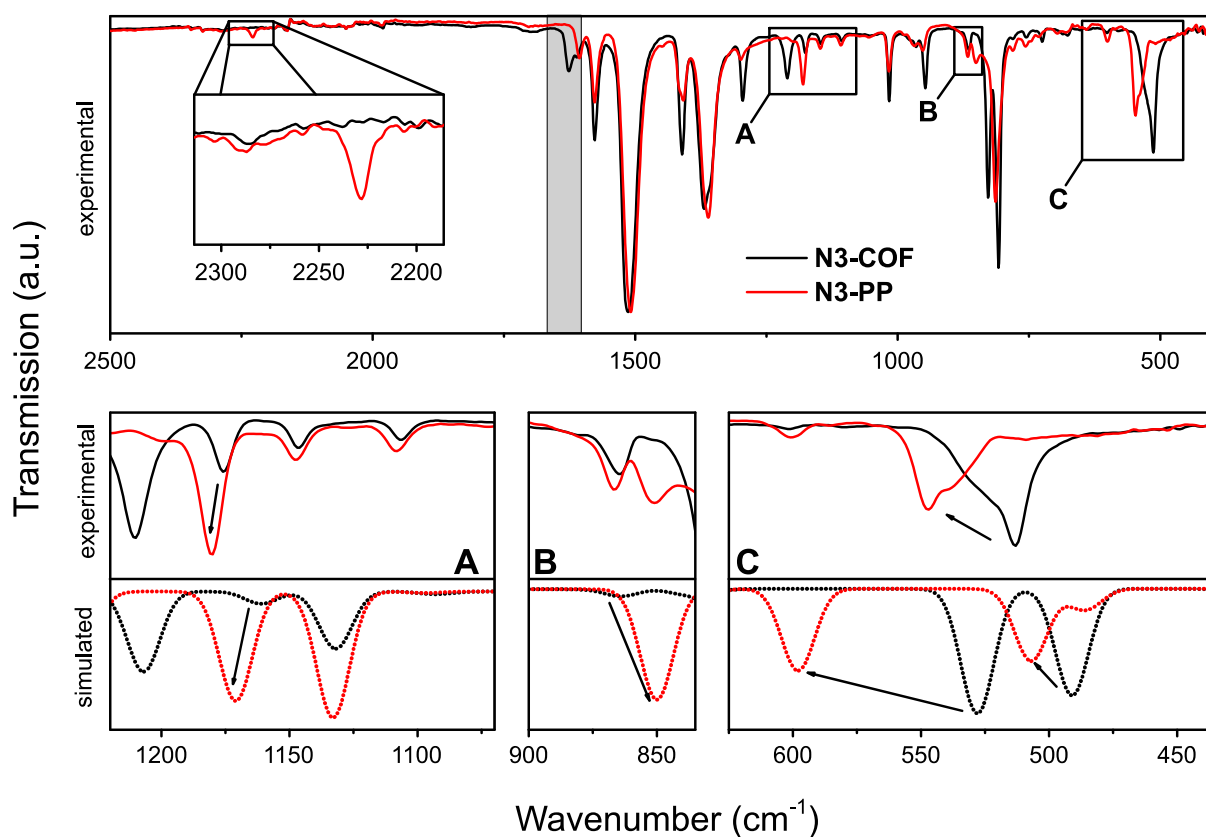 experimental
2300 2250 2200
A
B
C
N3-COF
N3-PP
2500 2000 1500 1000 500
Transmission (a.u.)
experimental
A
B
C
simulated
1200 1150 1100
900 850
600 550 500 450
Wavenumber (cm⁻¹)